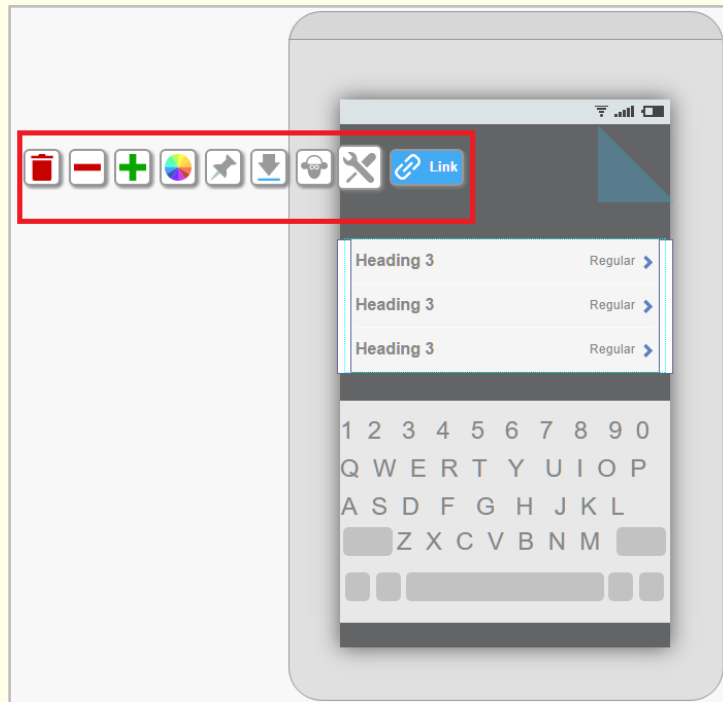 Link
Heading 3 Regular
Heading 3 Regular
Heading 3 Regular
1 2 3 4 5 6 7 8 9 0
Q W E R T Y U I O P
A S D F G H J K L
Z X C V B N M